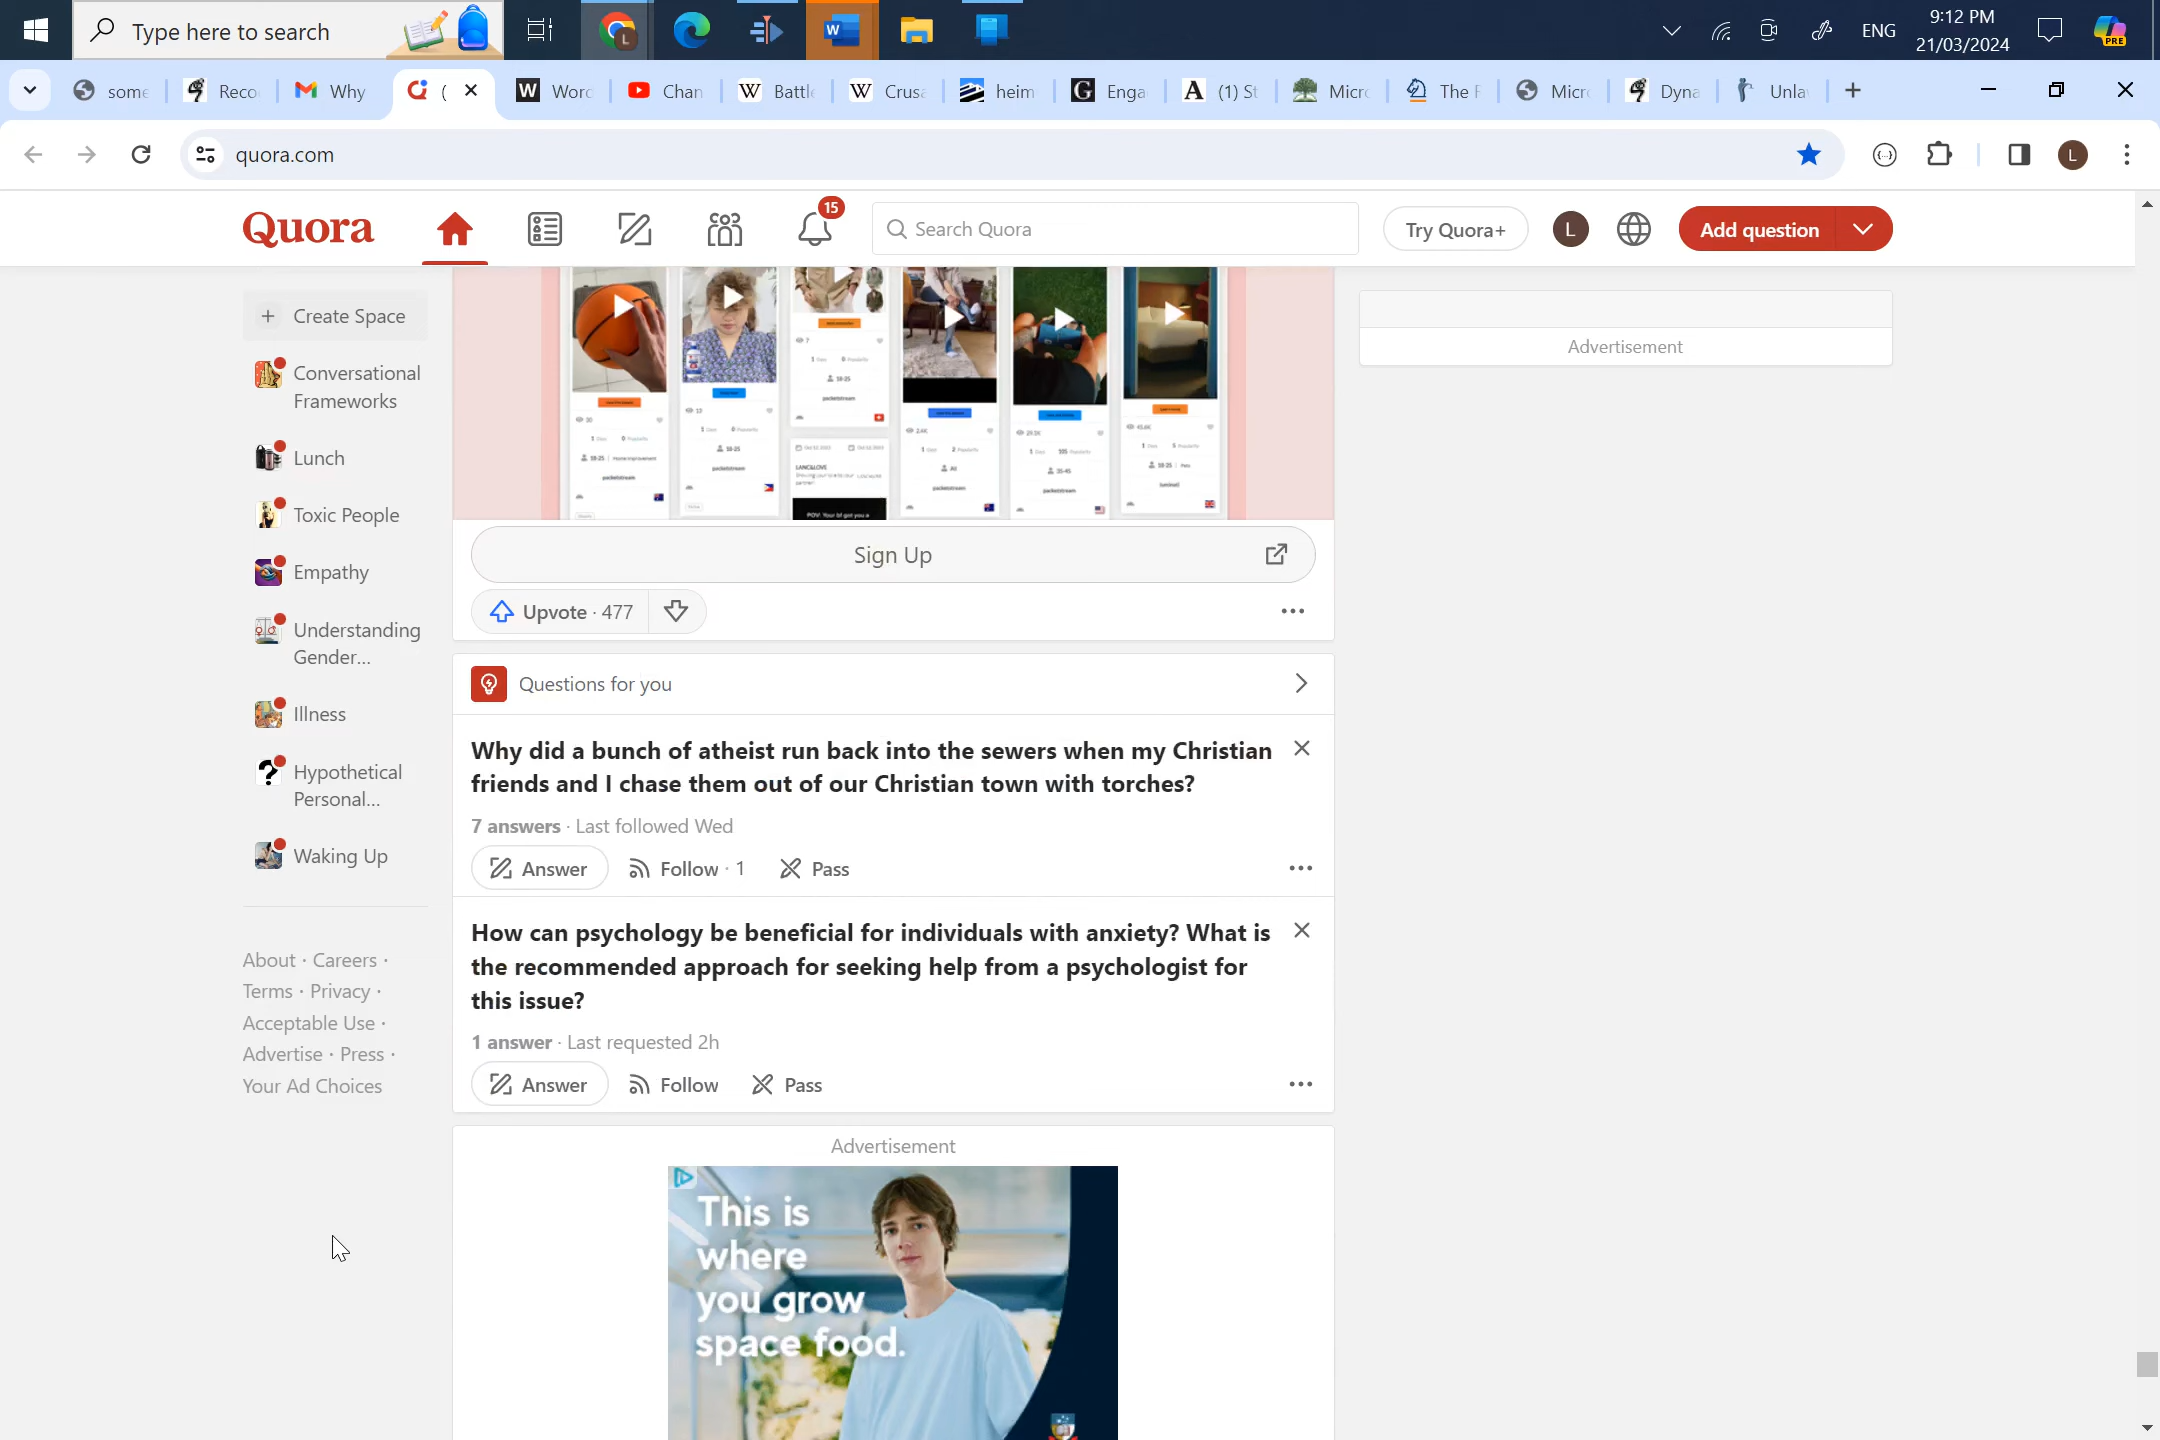 Type here to search
ENG
9:12 PM
21/03/2024
PRE
some
Reco
Why
(
Word
Chan
Battle
Crusa
heim
Enga
(1) St
Micro
The F
Micro
Dyna
Unla
quora.com
L
Quora
15
Search Quora
Try Quora+
L
Add question
Create Space
Conversational
Frameworks
Lunch
Toxic People
Empathy
Understanding
Gender...
Illness
Hypothetical
Personal...
Waking Up
About · Careers ·
Terms · Privacy ·
Acceptable Use ·
Advertise · Press ·
Your Ad Choices
Sign Up
Upvote · 477
Questions for you
Why did a bunch of atheist run back into the sewers when my Christian
friends and I chase them out of our Christian town with torches?
7 answers · Last followed Wed
Answer
Follow · 1
Pass
How can psychology be beneficial for individuals with anxiety? What is
the recommended approach for seeking help from a psychologist for
this issue?
1 answer · Last requested 2h
Answer
Follow
Pass
Advertisement
This is
where
you grow
space food.
Advertisement